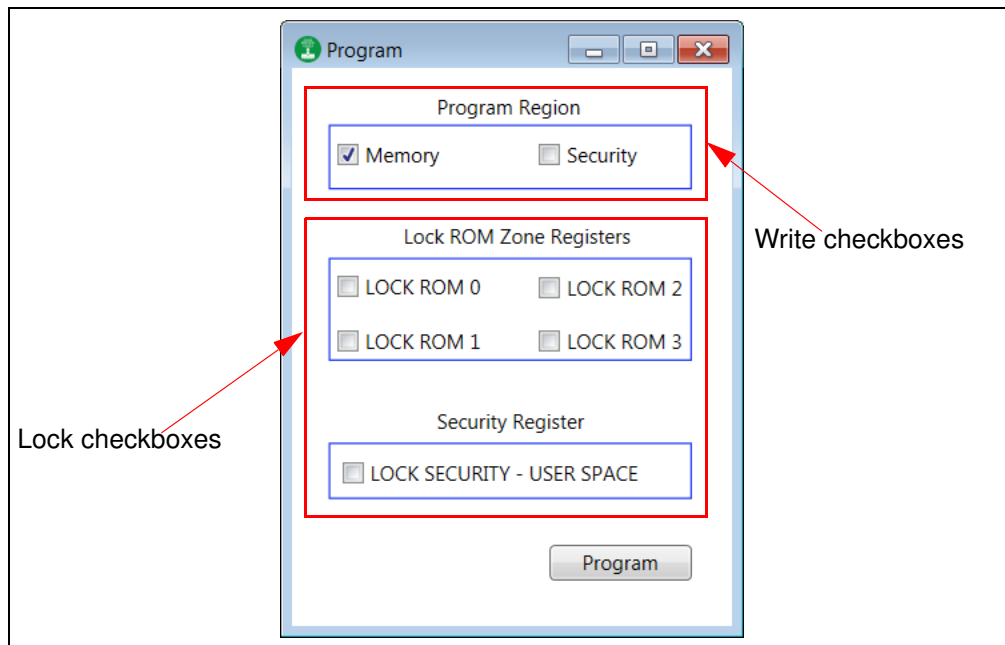 Program
Program Region
Memory Security
Write checkboxes
Lock ROM Zone Registers
LOCK ROM 0 LOCK ROM 2
LOCK ROM 1 LOCK ROM 3
Lock checkboxes
Security Register
LOCK SECURITY - USER SPACE
Program